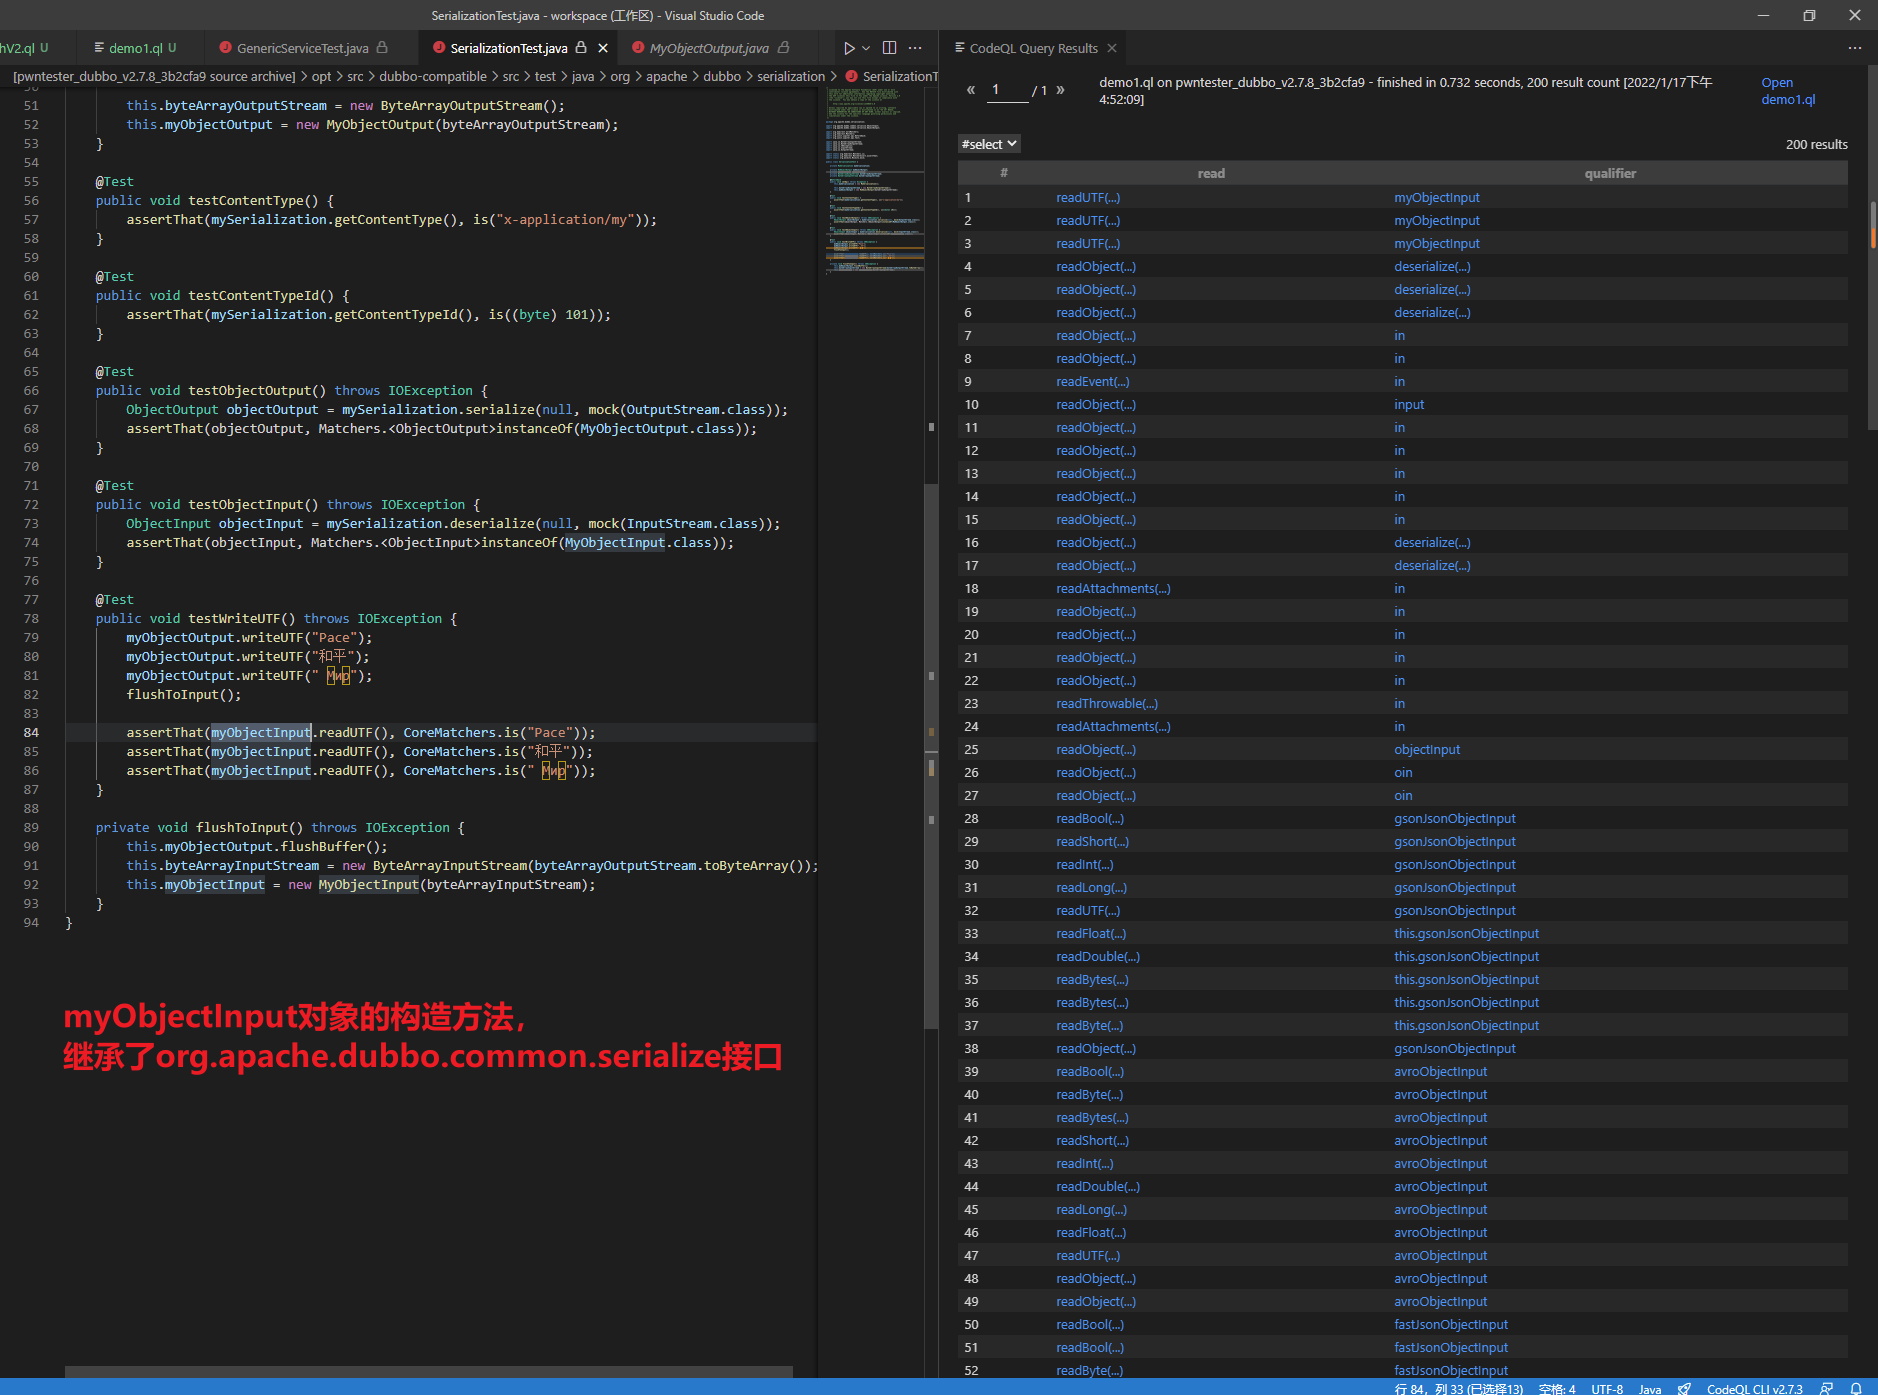 SerializationTest.java - workspace (工作区) - Visual Studio Code
hV2.ql U
demo1.ql U
GenericServiceTest.java
SerializationTest.java
MyObjectOutput.java
[pwntester_dubbo_v2.7.8_3b2cfa9 source archive] > opt > src > dubbo-compatible > src > test > java > org > apache > dubbo > serialization > SerializationT
51 this.byteArrayOutputStream = new ByteArrayOutputStream();
52 this.myObjectOutput = new MyObjectOutput(byteArrayOutputStream);
53 }
54
55 @Test
56 public void testContentType() {
57 assertThat(mySerialization.getContentType(), is("x-application/my"));
58 }
59
60 @Test
61 public void testContentTypeId() {
62 assertThat(mySerialization.getContentTypeId(), is((byte) 101));
63 }
64
65 @Test
66 public void testObjectOutput() throws IOException {
67 ObjectOutput objectOutput = mySerialization.serialize(null, mock(OutputStream.class));
68 assertThat(objectOutput, Matchers.<ObjectOutput>instanceOf(MyObjectOutput.class));
69 }
70
71 @Test
72 public void testObjectInput() throws IOException {
73 ObjectInput objectInput = mySerialization.deserialize(null, mock(InputStream.class));
74 assertThat(objectInput, Matchers.<ObjectInput>instanceOf(MyObjectInput.class));
75 }
76
77 @Test
78 public void testWriteUTF() throws IOException {
79 myObjectOutput.writeUTF("Pace");
80 myObjectOutput.writeUTF("和平");
81 myObjectOutput.writeUTF(" Мир");
82 flushToInput();
83
84 assertThat(myObjectInput.readUTF(), CoreMatchers.is("Pace"));
85 assertThat(myObjectInput.readUTF(), CoreMatchers.is("和平"));
86 assertThat(myObjectInput.readUTF(), CoreMatchers.is(" Мир"));
87 }
88
89 private void flushToInput() throws IOException {
90 this.myObjectOutput.flushBuffer();
91 this.byteArrayInputStream = new ByteArrayInputStream(byteArrayOutputStream.toByteArray());
92 this.myObjectInput = new MyObjectInput(byteArrayInputStream);
93 }
94 }
myObjectInput对象的构造方法，
继承了org.apache.dubbo.common.serialize接口
CodeQL Query Results
« 1 / 1 »
demo1.ql on pwntester_dubbo_v2.7.8_3b2cfa9 - finished in 0.732 seconds, 200 result count [2022/1/17下午
4:52:09]
Open
demo1.ql
#select
200 results
# read qualifier
1 readUTF(...) myObjectInput
2 readUTF(...) myObjectInput
3 readUTF(...) myObjectInput
4 readObject(...) deserialize(...)
5 readObject(...) deserialize(...)
6 readObject(...) deserialize(...)
7 readObject(...) in
8 readObject(...) in
9 readEvent(...) in
10 readObject(...) input
11 readObject(...) in
12 readObject(...) in
13 readObject(...) in
14 readObject(...) in
15 readObject(...) in
16 readObject(...) deserialize(...)
17 readObject(...) deserialize(...)
18 readAttachments(...) in
19 readObject(...) in
20 readObject(...) in
21 readObject(...) in
22 readObject(...) in
23 readThrowable(...) in
24 readAttachments(...) in
25 readObject(...) objectInput
26 readObject(...) oin
27 readObject(...) oin
28 readBool(...) gsonJsonObjectInput
29 readShort(...) gsonJsonObjectInput
30 readInt(...) gsonJsonObjectInput
31 readLong(...) gsonJsonObjectInput
32 readUTF(...) gsonJsonObjectInput
33 readFloat(...) this.gsonJsonObjectInput
34 readDouble(...) this.gsonJsonObjectInput
35 readBytes(...) this.gsonJsonObjectInput
36 readBytes(...) this.gsonJsonObjectInput
37 readByte(...) this.gsonJsonObjectInput
38 readObject(...) gsonJsonObjectInput
39 readBool(...) avroObjectInput
40 readByte(...) avroObjectInput
41 readBytes(...) avroObjectInput
42 readShort(...) avroObjectInput
43 readInt(...) avroObjectInput
44 readDouble(...) avroObjectInput
45 readLong(...) avroObjectInput
46 readFloat(...) avroObjectInput
47 readUTF(...) avroObjectInput
48 readObject(...) avroObjectInput
49 readObject(...) avroObjectInput
50 readBool(...) fastJsonObjectInput
51 readBool(...) fastJsonObjectInput
52 readByte(...) fastJsonObjectInput
行 84，列 33 (已选择13) 空格: 4 UTF-8 Java CodeQL CLI v2.7.3